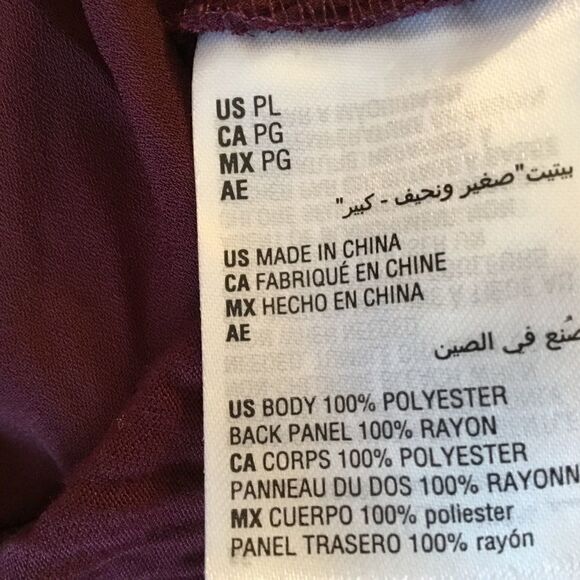 US PL
CA PG
MX PG
AE
بيتيت"صغير ونحيف - كبير"
US MADE IN CHINA
CA FABRIQUÉ EN CHINE
MX HECHO EN CHINA
AE
صُنع في الصين
US BODY 100% POLYESTER
BACK PANEL 100% RAYON
CA CORPS 100% POLYESTER
PANNEAU DU DOS 100% RAYONN
MX CUERPO 100% poliester
PANEL TRASERO 100% rayón